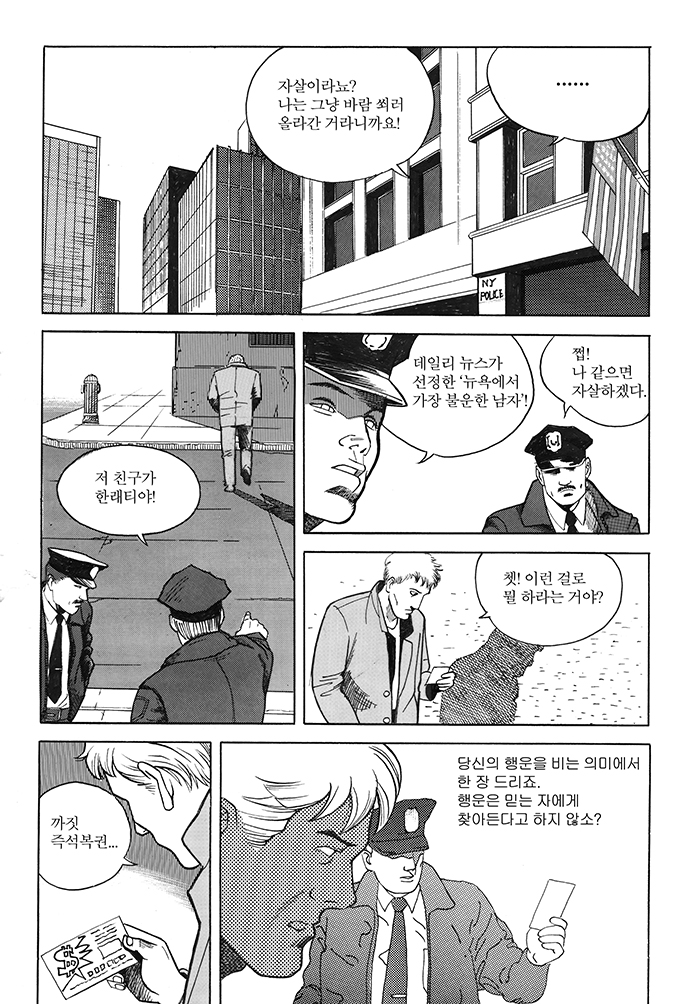 자살이라뇨?
나는 그냥 바람 쐬러
올라간 거라니까요!
······
NY
POLICE
저 친구가
한래티야!
데일리 뉴스가
선정한 ‘뉴욕에서
가장 불운한 남자’!
쩝!
나 같으면
자살하겠다.
쳇! 이런 걸로
뭘 하라는 거야?
까짓
즉석복권...
당신의 행운을 비는 의미에서
한 장 드리죠.
행운은 믿는 자에게
찾아든다고 하지 않소?